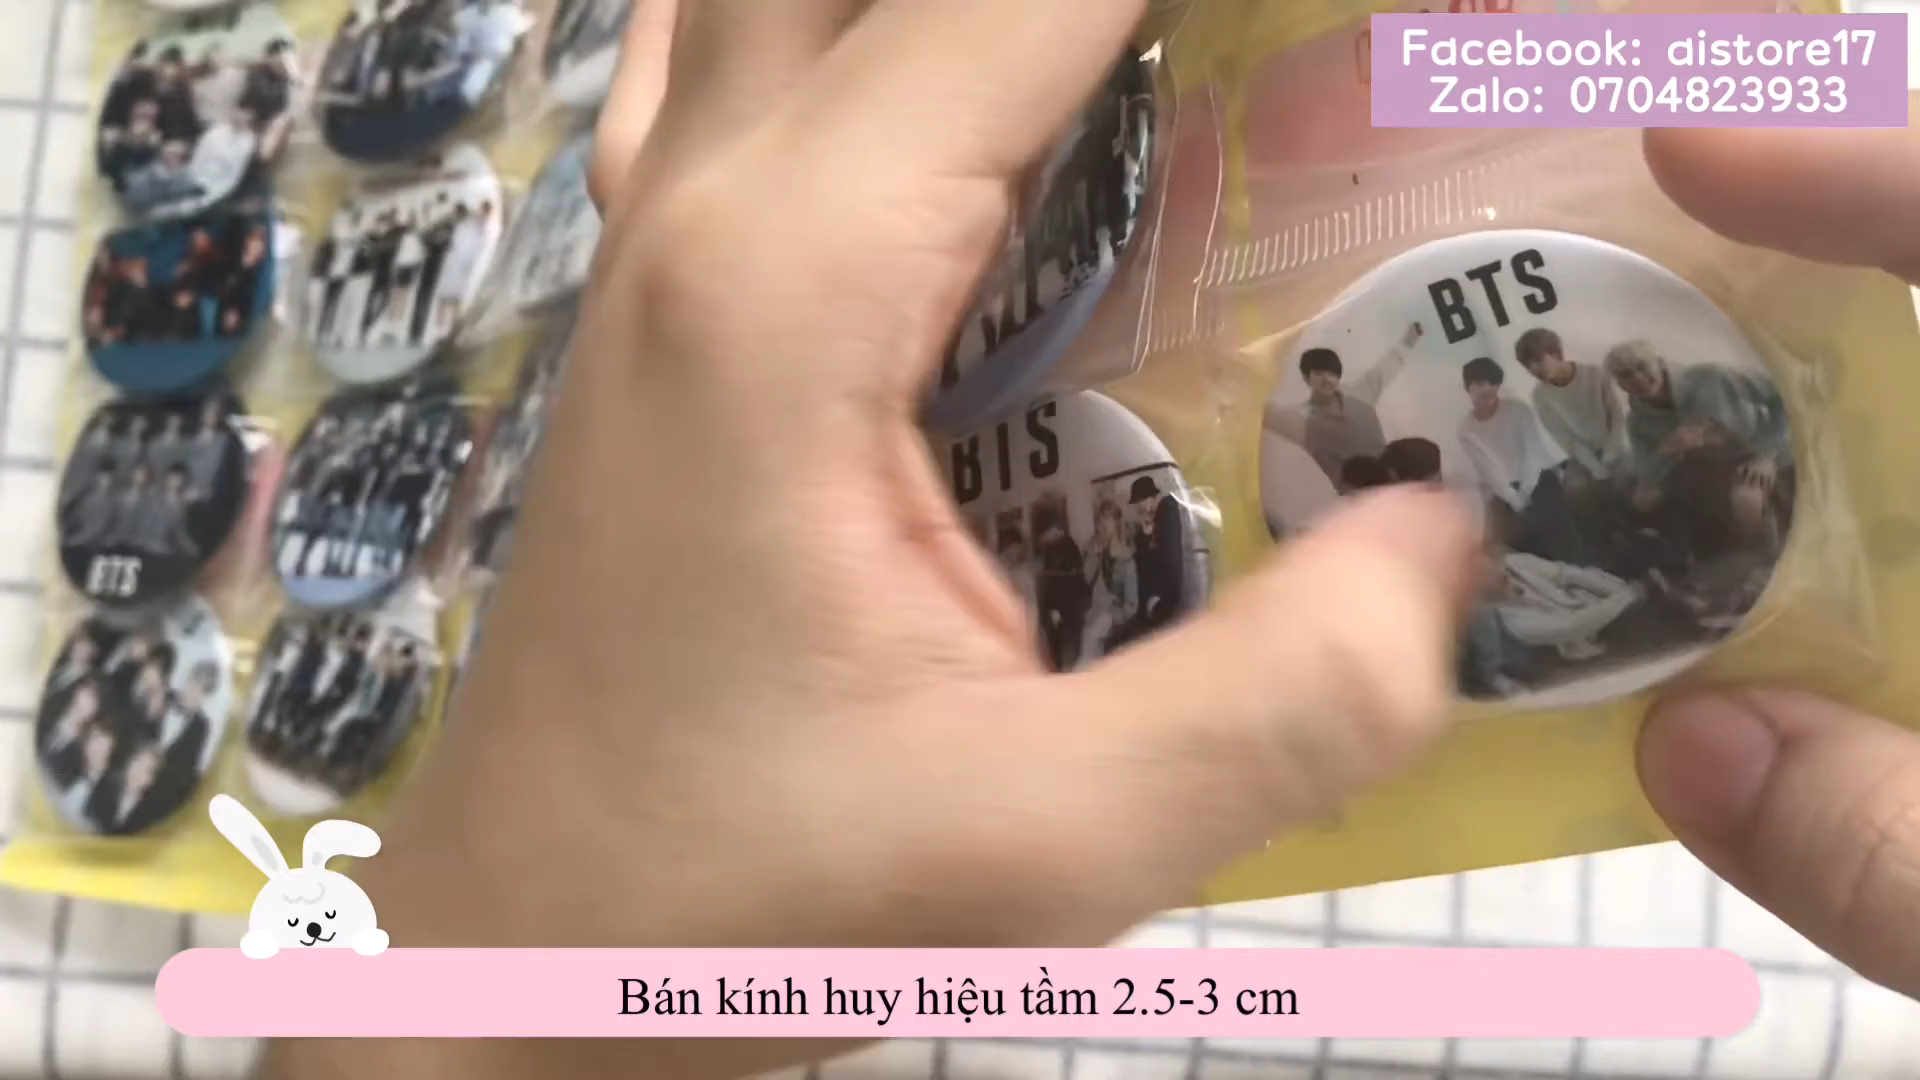 Facebook: aistore17
Zalo: 0704823933
BTS
BTS
BTS
Bán kính huy hiệu tầm 2.5-3 cm